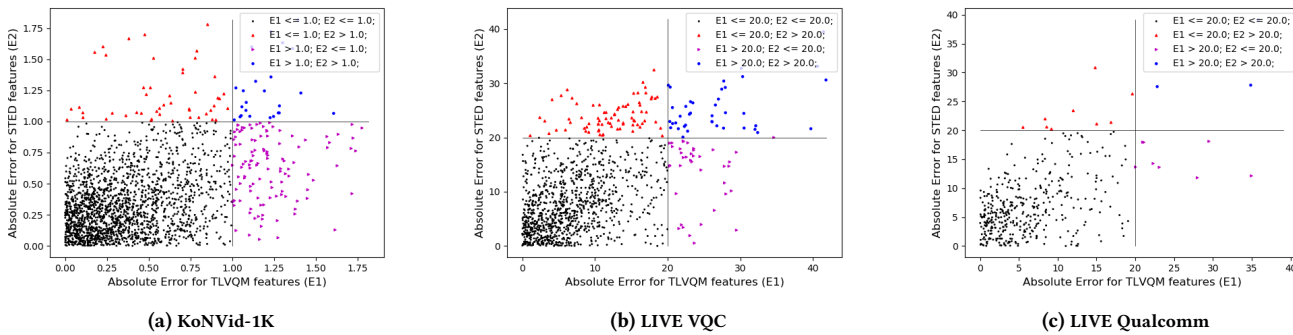 1.75
1.50
1.25
1.00
0.75
0.50
0.25
0.00
Absolute Error for STED features (E2)
E1 <= 1.0; E2 <= 1.0;
E1 <= 1.0; E2 > 1.0;
E1 > 1.0; E2 <= 1.0;
E1 > 1.0; E2 > 1.0;
0.00 0.25 0.50 0.75 1.00 1.25 1.50 1.75
Absolute Error for TLVQM features (E1)
(a) KoNVid-1K
40
30
20
10
0
Absolute Error for STED features (E2)
E1 <= 20.0; E2 <= 20.0;
E1 <= 20.0; E2 > 20.0;
E1 > 20.0; E2 <= 20.0;
E1 > 20.0; E2 > 20.0;
0 10 20 30 40
Absolute Error for TLVQM features (E1)
(b) LIVE VQC
40
35
30
25
20
15
10
5
0
Absolute Error for STED features (E2)
E1 <= 20.0; E2 <= 20.0;
E1 <= 20.0; E2 > 20.0;
E1 > 20.0; E2 <= 20.0;
E1 > 20.0; E2 > 20.0;
0 5 10 15 20 25 30 35 40
Absolute Error for TLVQM features (E1)
(c) LIVE Qualcomm